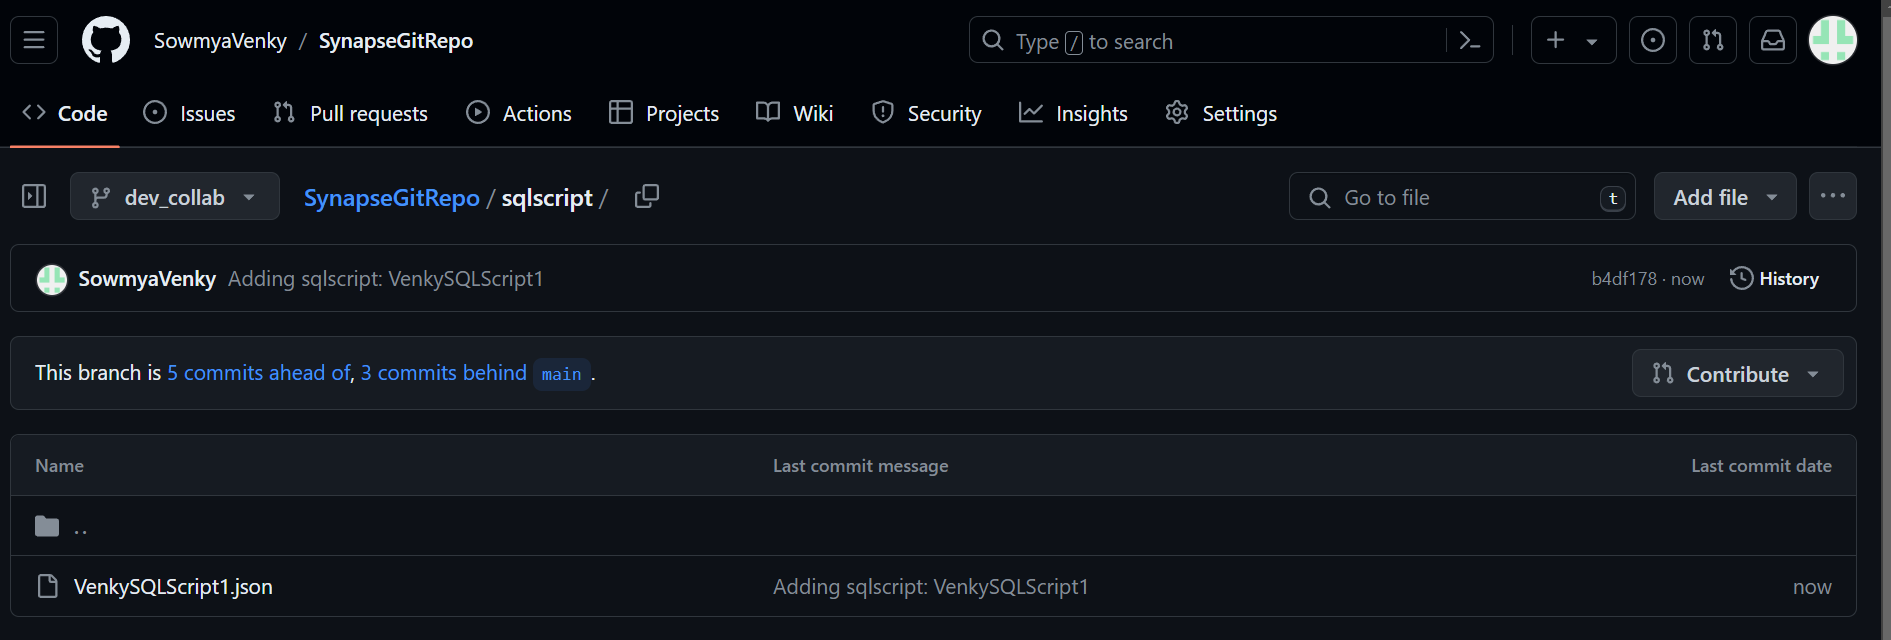 SowmyaVenky / SynapseGitRepo
Type / to search
Code Issues Pull requests Actions Projects Wiki Security Insights Settings
dev_collab SynapseGitRepo / sqlscript / Go to file t Add file
SowmyaVenky Adding sqlscript: VenkySQLScript1 b4df178 · now History
This branch is 5 commits ahead of, 3 commits behind main . Contribute
Name Last commit message Last commit date
..
VenkySQLScript1.json Adding sqlscript: VenkySQLScript1 now